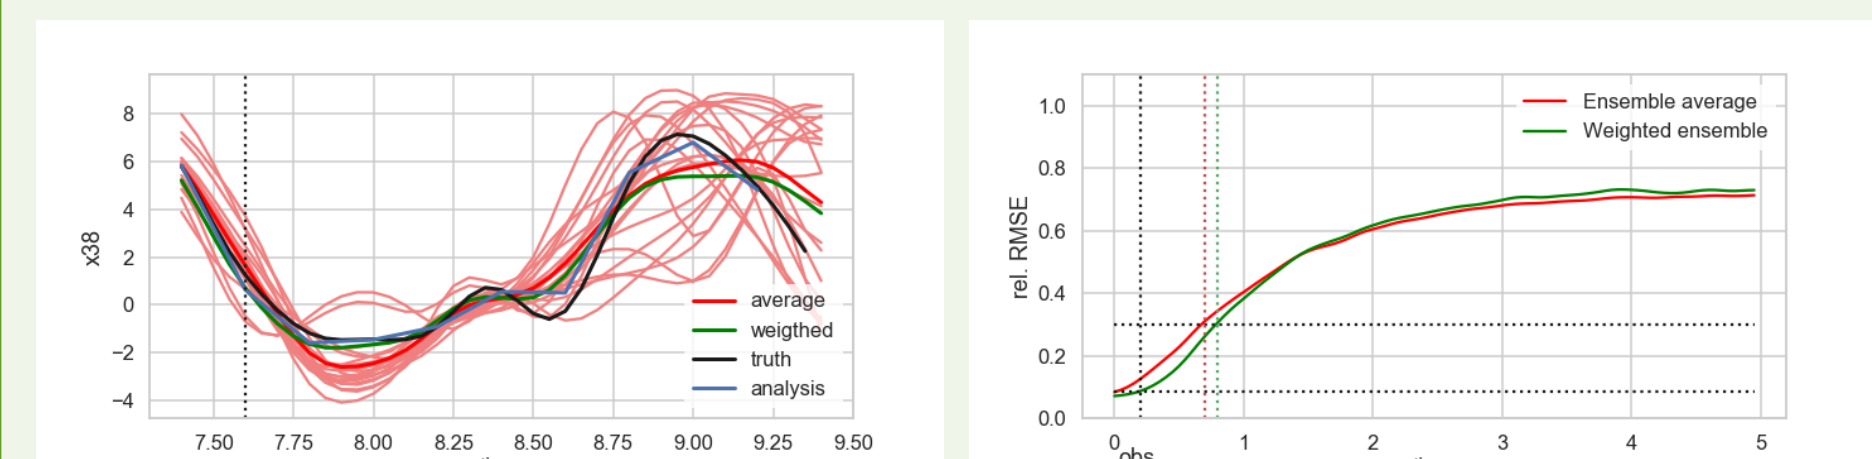 x38
8
6
4
2
0
−2
−4
7.50 7.75 8.00 8.25 8.50 8.75 9.00 9.25 9.50
average
weigthed
truth
analysis
rel. RMSE
1.0
0.8
0.6
0.4
0.2
0.0
0 1 2 3 4 5
obs
Ensemble average
Weighted ensemble